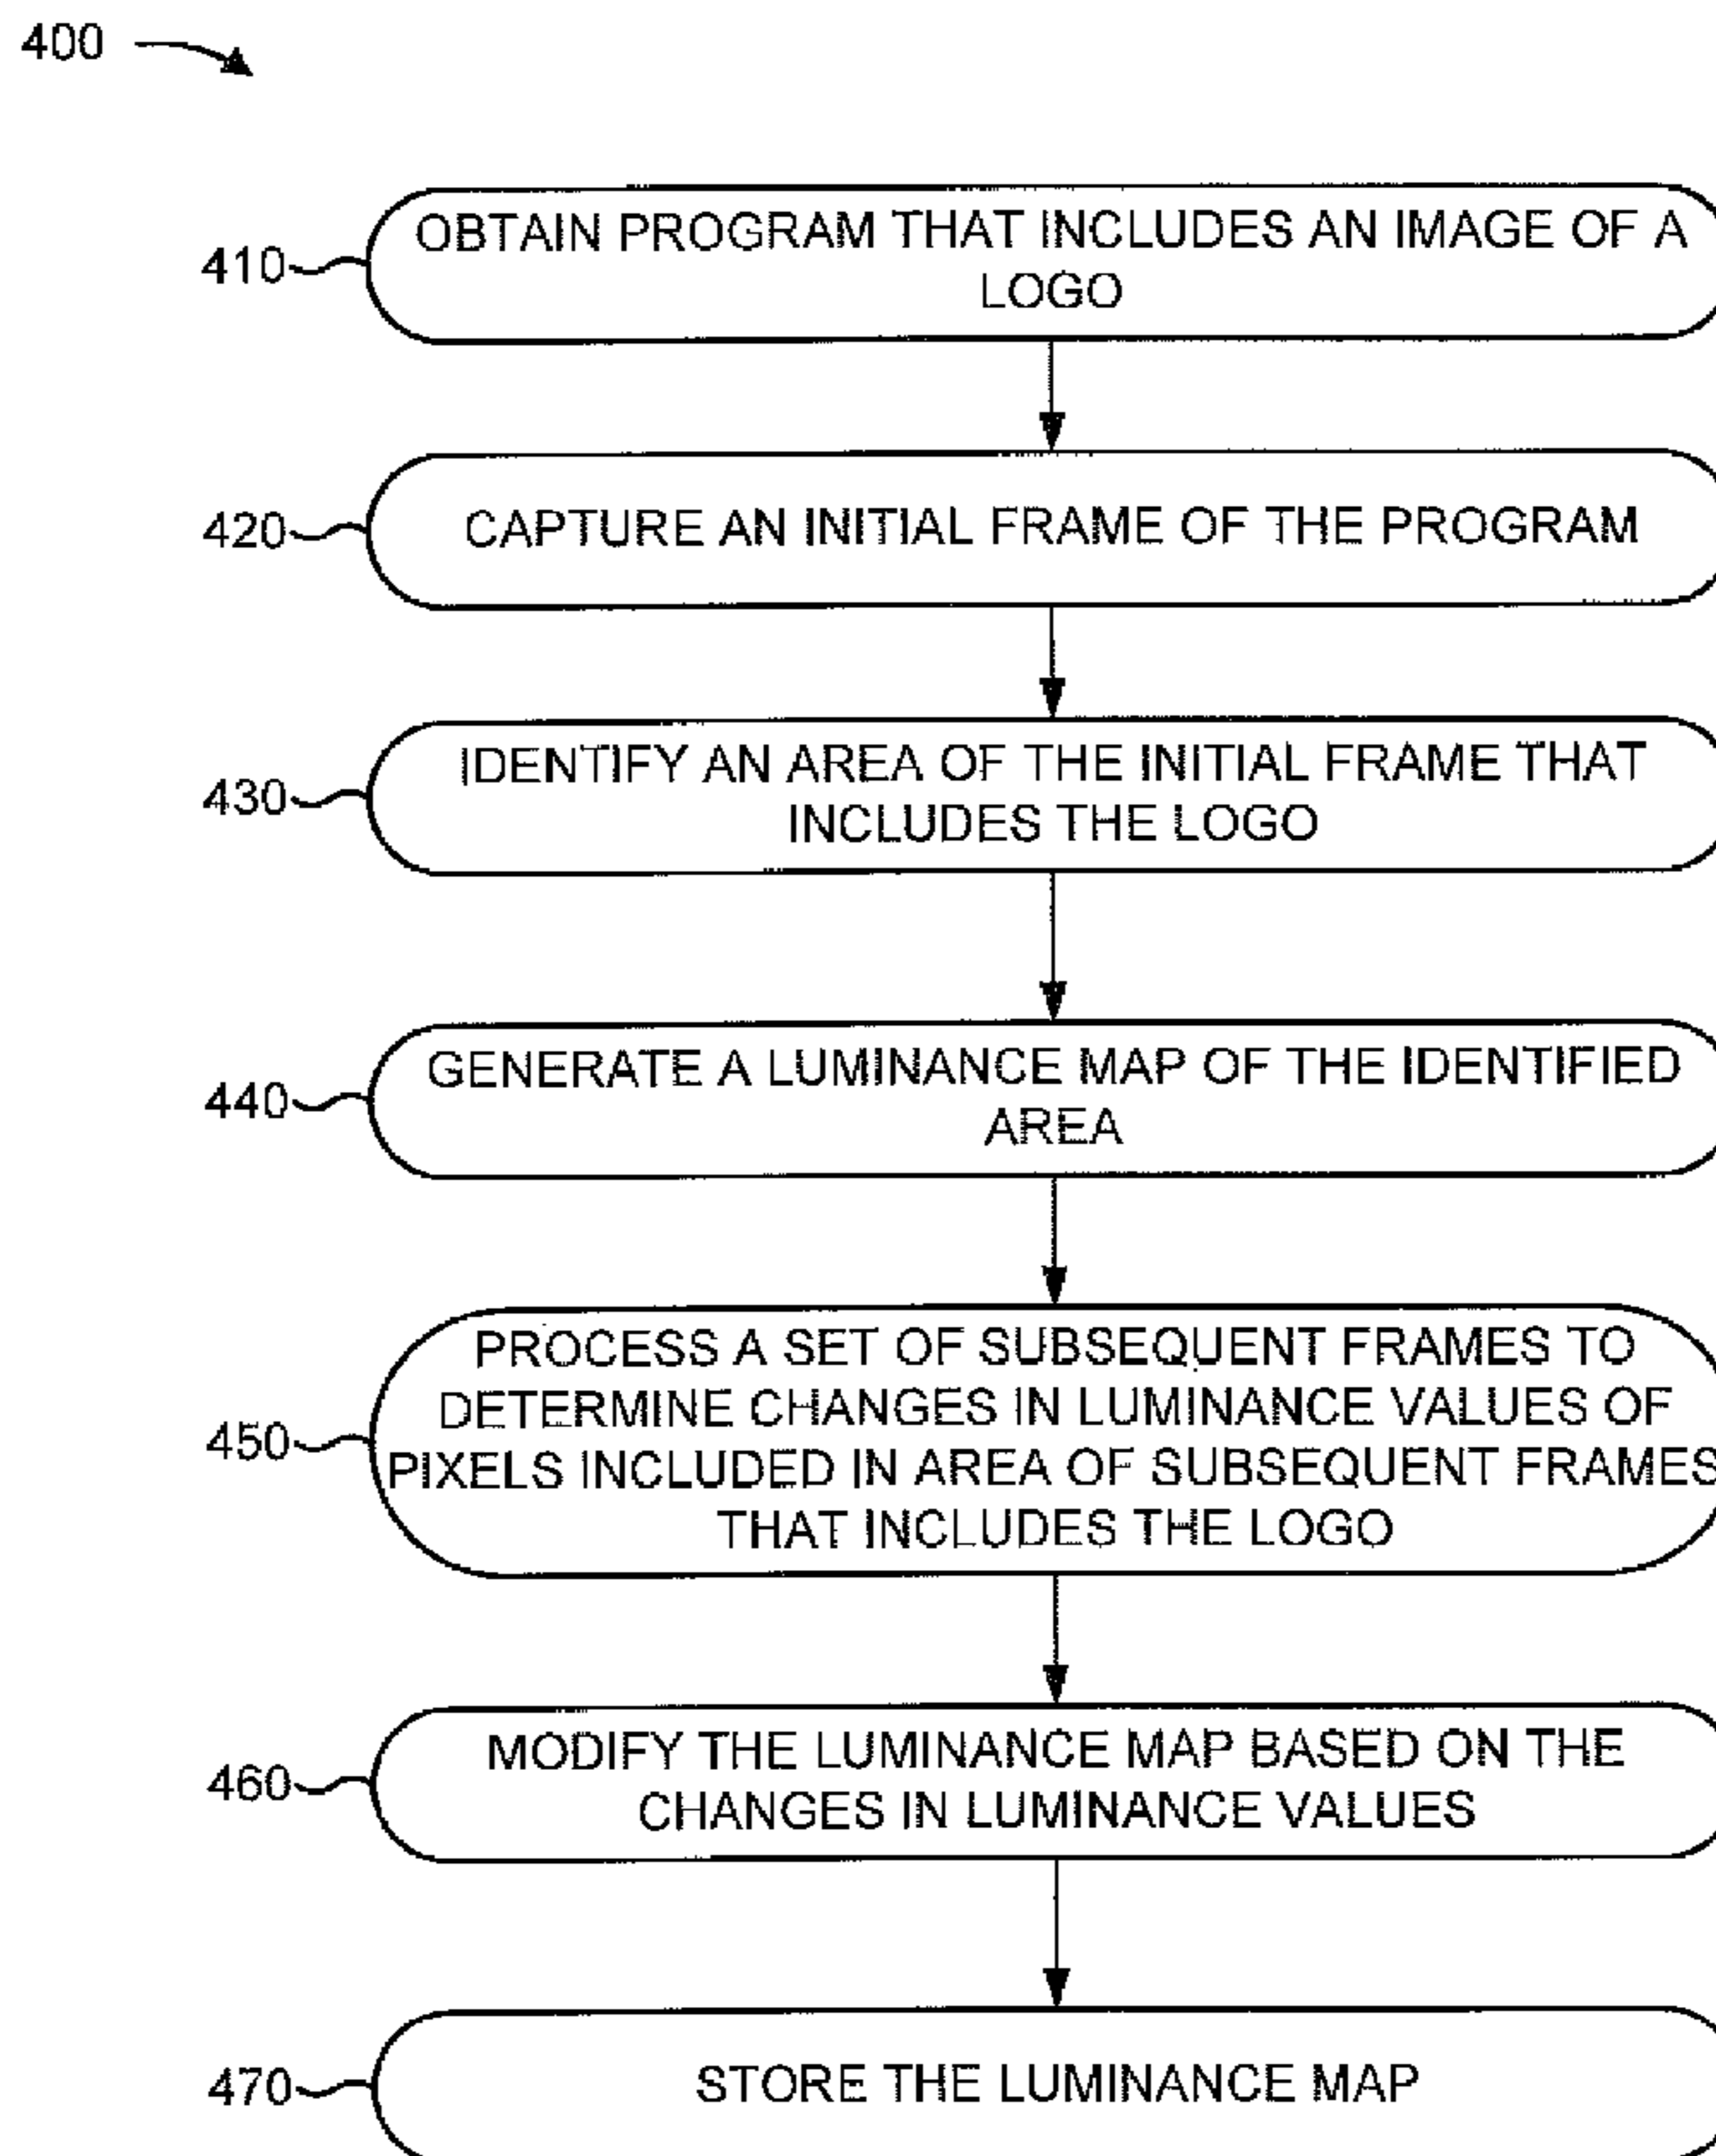 400
410
OBTAIN PROGRAM THAT INCLUDES AN IMAGE OF A
LOGO
420
CAPTURE AN INITIAL FRAME OF THE PROGRAM
430
IDENTIFY AN AREA OF THE INITIAL FRAME THAT
INCLUDES THE LOGO
440
GENERATE A LUMINANCE MAP OF THE IDENTIFIED
AREA
450
PROCESS A SET OF SUBSEQUENT FRAMES TO
DETERMINE CHANGES IN LUMINANCE VALUES OF
PIXELS INCLUDED IN AREA OF SUBSEQUENT FRAMES
THAT INCLUDES THE LOGO
460
MODIFY THE LUMINANCE MAP BASED ON THE
CHANGES IN LUMINANCE VALUES
470
STORE THE LUMINANCE MAP